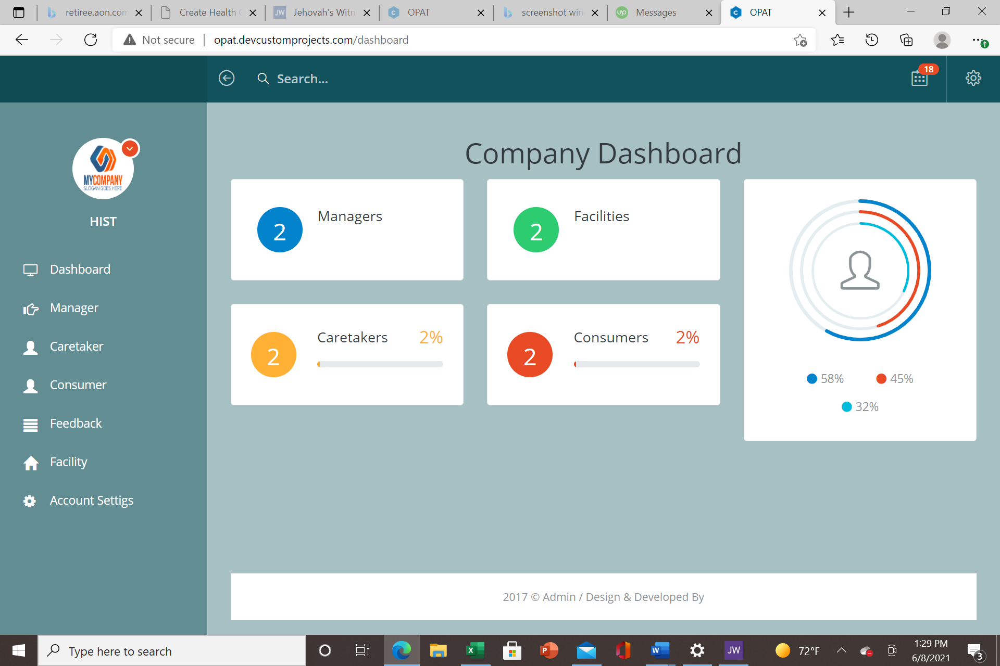 retiree.aon.com
Create Health
Jehovah's Witn
OPAT
screenshot win
Messages
OPAT
Not secure
opat.devcustomprojects.com/dashboard
Search...
18
MYCOMPANY
SLOGAN GOES HERE
HIST
Dashboard
Manager
Caretaker
Consumer
Feedback
Facility
Account Settigs
Company Dashboard
2 Managers
2 Facilities
2 Caretakers 2%
2 Consumers 2%
58% 45%
32%
2017 © Admin / Design & Developed By
Type here to search
JW
72°F
1:29 PM
6/8/2021
3